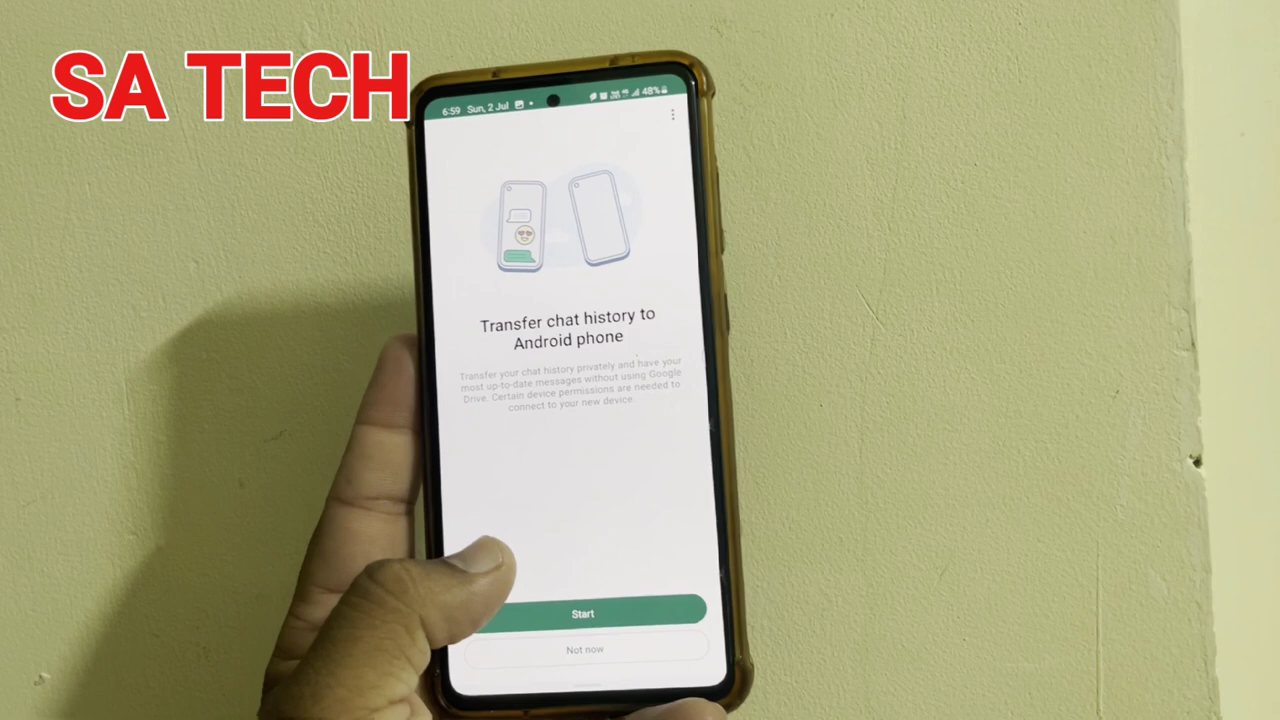 SA TECH
6:59 Sun, 2 Jul
48%
Transfer chat history to
Android phone
Transfer your chat history privately and have your
most up-to-date messages without using Google
Drive. Certain device permissions are needed to
connect to your new device.
Start
Not now